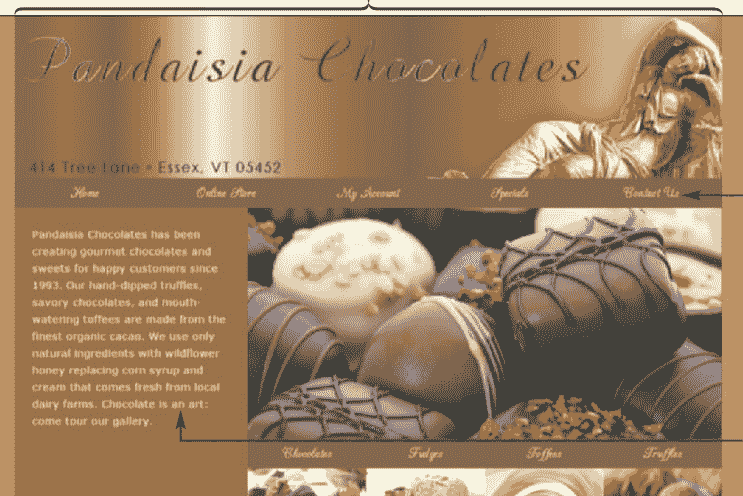 Pandaisia Chocolates
414 Tree Lane • Essex, VT 05452
Home Online Store My Account Specials Contact Us
Pandaisia Chocolates has been
creating gourmet chocolates and
sweets for happy customers since
1993. Our hand-dipped truffles,
savory chocolates, and mouth-
watering toffees are made from the
finest organic cacao. We use only
natural ingredients with wildflower
honey replacing corn syrup and
cream that comes fresh from local
dairy farms. Chocolate is an art:
come tour our gallery.
Chocolates Fudges Toffees Truffles